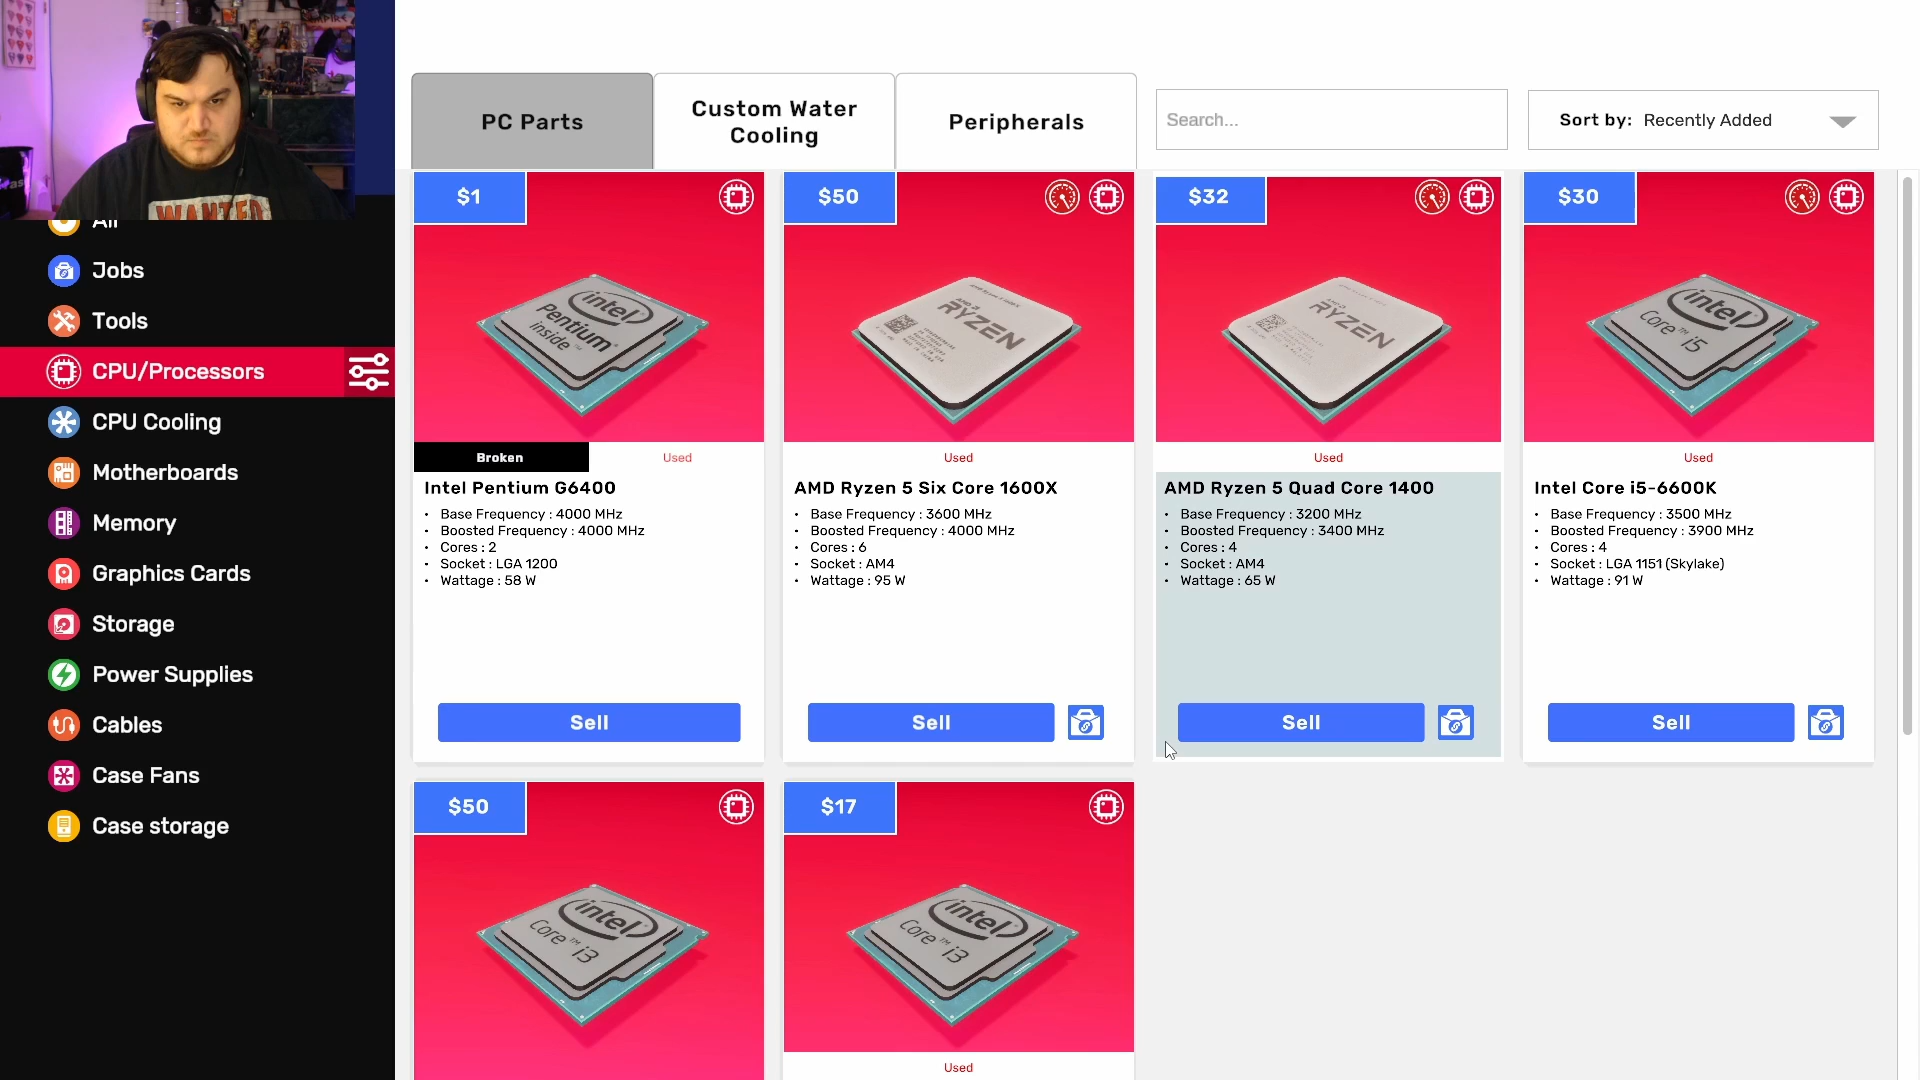 WANTED
PC Parts
Custom Water
Cooling
Peripherals
Search...
Sort by: Recently Added
All
Jobs
Tools
CPU/Processors
CPU Cooling
Motherboards
Memory
Graphics Cards
Storage
Power Supplies
Cables
Case Fans
Case storage
$1
intel
Pentium
inside™
Broken
Used
Intel Pentium G6400
• Base Frequency : 4000 MHz
• Boosted Frequency : 4000 MHz
• Cores : 2
• Socket : LGA 1200
• Wattage : 58 W
Sell
$50
RYZEN
Used
AMD Ryzen 5 Six Core 1600X
• Base Frequency : 3600 MHz
• Boosted Frequency : 4000 MHz
• Cores : 6
• Socket : AM4
• Wattage : 95 W
Sell
$32
RYZEN
Used
AMD Ryzen 5 Quad Core 1400
• Base Frequency : 3200 MHz
• Boosted Frequency : 3400 MHz
• Cores : 4
• Socket : AM4
• Wattage : 65 W
Sell
$30
intel
Core™ i5
Used
Intel Core i5-6600K
• Base Frequency : 3500 MHz
• Boosted Frequency : 3900 MHz
• Cores : 4
• Socket : LGA 1151 (Skylake)
• Wattage : 91 W
Sell
$50
intel
Core™ i3
$17
intel
Core™ i3
Used